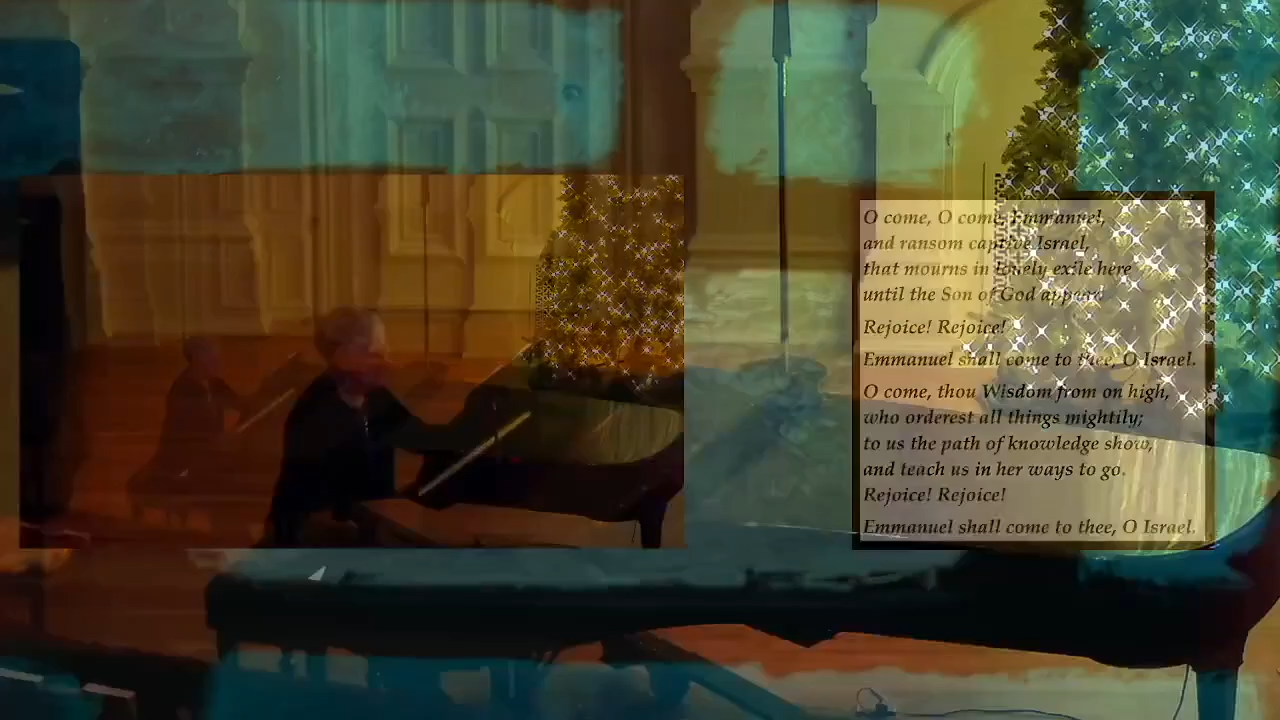 O come, O come, Emmanuel,
and ransom captive Israel,
that mourns in lonely exile here
until the Son of God appear.
Rejoice! Rejoice!
Emmanuel shall come to thee, O Israel.
O come, thou Wisdom from on high,
who orderest all things mightily;
to us the path of knowledge show,
and teach us in her ways to go.
Rejoice! Rejoice!
Emmanuel shall come to thee, O Israel.